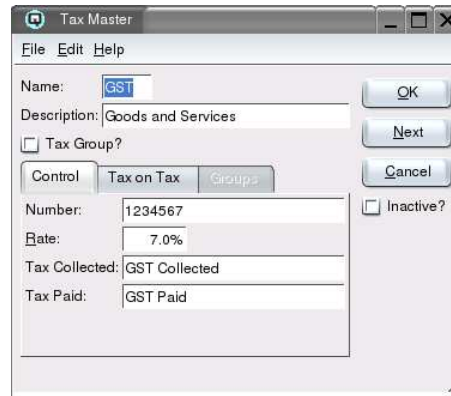 Tax Master
File Edit Help
Name: GST
Description: Goods and Services
Tax Group?
Control Tax on Tax Groups
Number: 1234567
Rate: 7.0%
Tax Collected: GST Collected
Tax Paid: GST Paid
OK
Next
Cancel
Inactive?